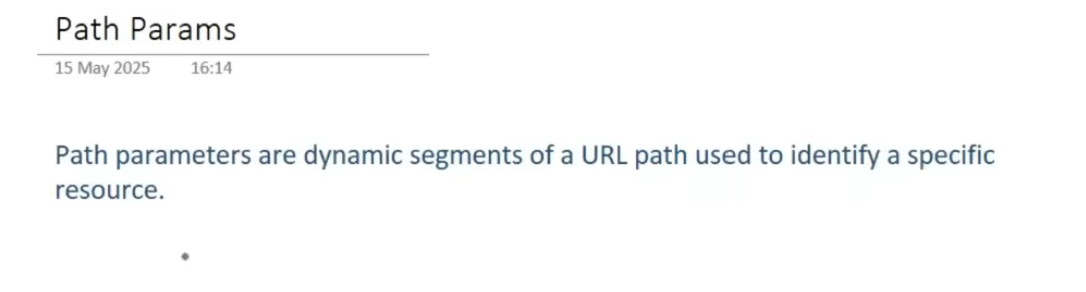 Path Params
15 May 2025 16:14
Path parameters are dynamic segments of a URL path used to identify a specific
resource.